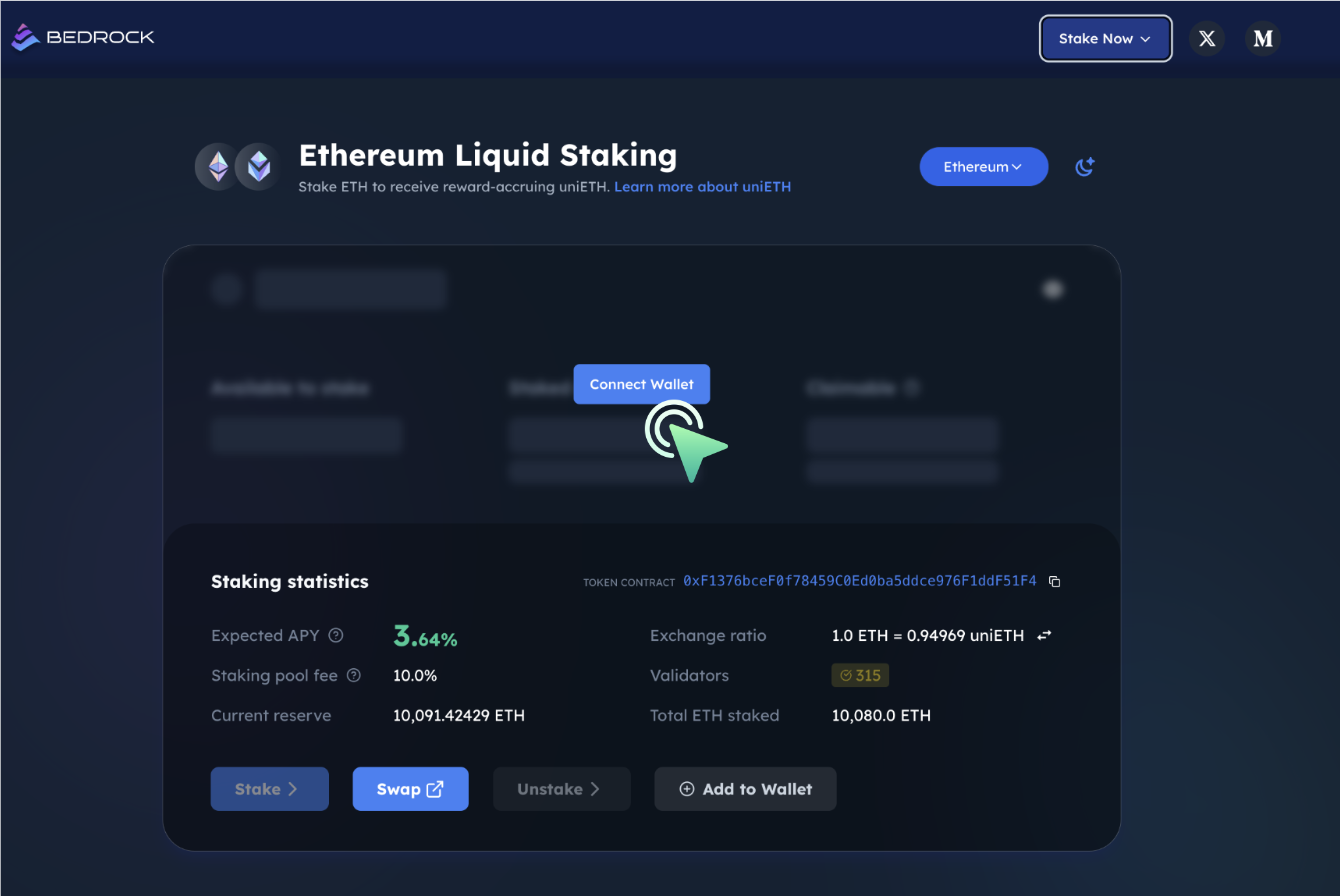 BEDROCK
Stake Now
X
M
Ethereum Liquid Staking
Stake ETH to receive reward-accruing uniETH. Learn more about uniETH
Ethereum
Available to stake
Staked
Connect Wallet
Claimable
Staking statistics
TOKEN CONTRACT 0xF1376bceF0f78459C0Ed0ba5ddce976F1ddF51F4
Expected APY ? 3.64%
Exchange ratio 1.0 ETH = 0.94969 uniETH
Staking pool fee ? 10.0%
Validators 315
Current reserve 10,091.42429 ETH
Total ETH staked 10,080.0 ETH
Stake
Swap
Unstake
Add to Wallet